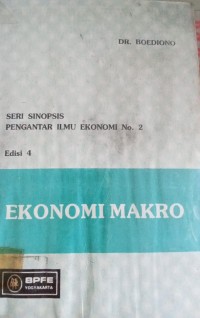 DR. BOEDIONO
SERI SINOPSIS
PENGANTAR ILMU EKONOMI No. 2
Edisi 4
EKONOMI MAKRO
BPFE
YOGYAKARTA